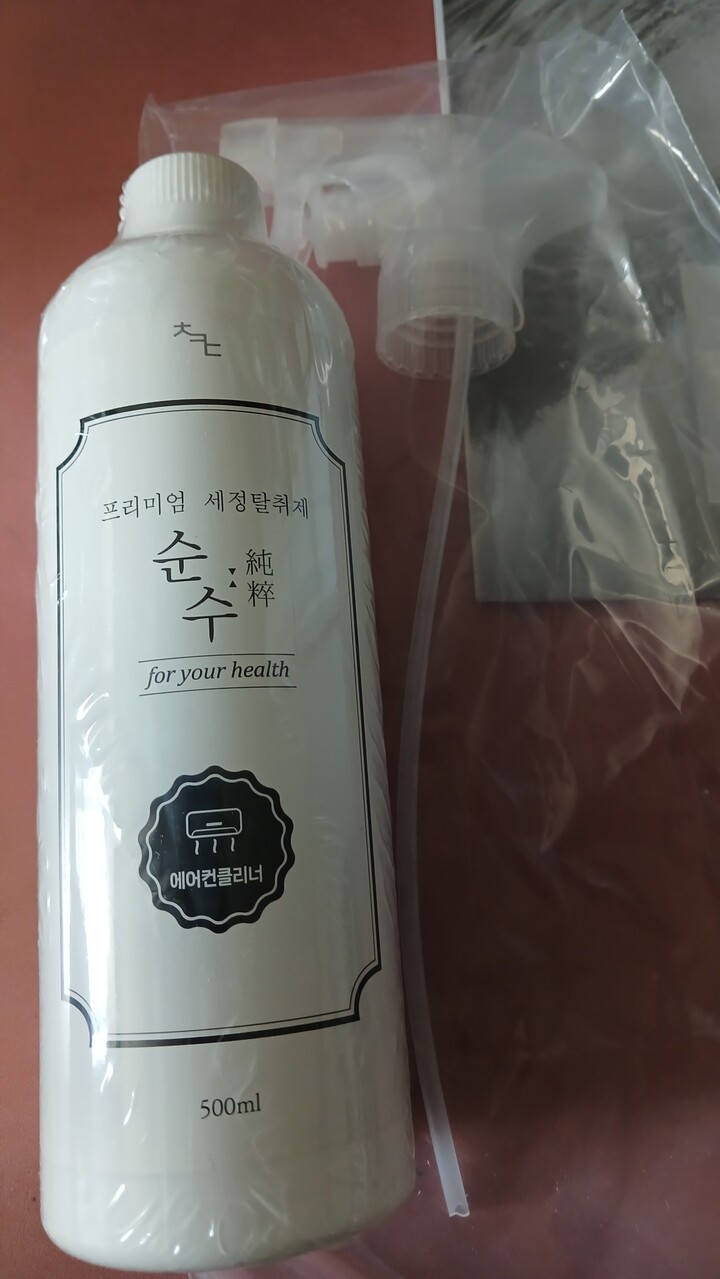 프리미엄 세정탈취제
순수 純粹
for your health
에어컨클리너
500ml